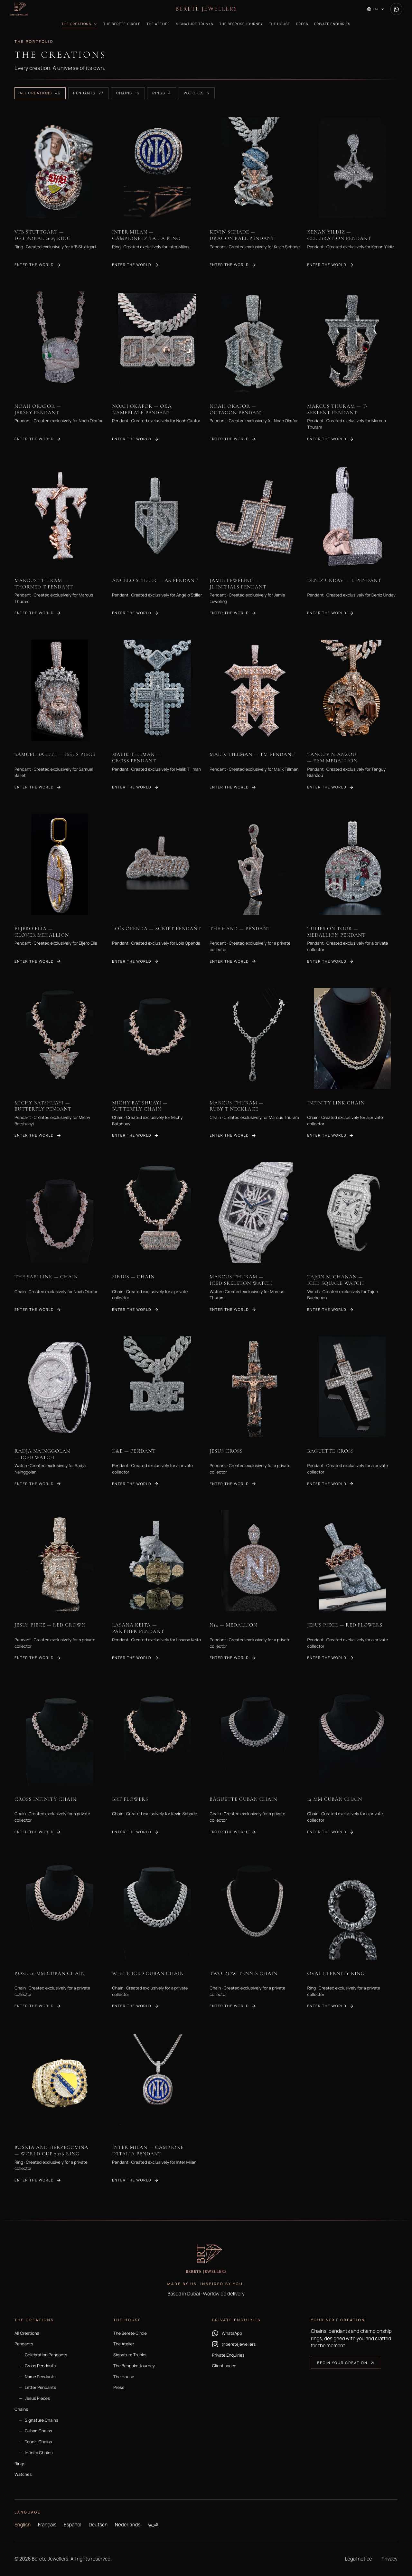 BERETE JEWELLERS
EN
THE CREATIONS
THE BERETE CIRCLE
THE ATELIER
SIGNATURE TRUNKS
THE BESPOKE JOURNEY
THE HOUSE
PRESS
PRIVATE ENQUIRIES
THE PORTFOLIO
THE CREATIONS
Every creation. A universe of its own.
ALL CREATIONS
PENDANTS 27
CHAINS
RINGS 4
WATCHES 3
VFB STUTTGART —
DFB-POKAL 2025 RING
Ring · Created exclusively for VfB Stuttgart
ENTER THE WORLD →
INTER MILAN —
CAMPIONE D'ITALIA RING
Ring · Created exclusively for Inter Milan
ENTER THE WORLD →
KEVIN SCHADE —
DRAGON BALL PENDANT
Pendant · Created exclusively for Kevin Schade
ENTER THE WORLD →
KENAN YILDIZ —
CELEBRATION PENDANT
Pendant · Created exclusively for Kenan Yildiz
ENTER THE WORLD →
NOAH OKAFOR —
JERSEY PENDANT
Pendant · Created exclusively for Noah Okafor
ENTER THE WORLD →
NOAH OKAFOR — OKA
NAMEPLATE PENDANT
Pendant · Created exclusively for Noah Okafor
ENTER THE WORLD →
NOAH OKAFOR —
OCTAGON PENDANT
Pendant · Created exclusively for Noah Okafor
ENTER THE WORLD →
MARCUS THURAM — T-
SERPENT PENDANT
Pendant · Created exclusively for Marcus
Thuram
ENTER THE WORLD →
MARCUS THURAM —
THORNED T PENDANT
Pendant · Created exclusively for Marcus
Thuram
ENTER THE WORLD →
ANGELO STILLER — AS PENDANT
Pendant · Created exclusively for Angelo Stiller
ENTER THE WORLD →
JAMIE LEWELING —
JL INITIALS PENDANT
Pendant · Created exclusively for Jamie
Leweling
ENTER THE WORLD →
DENIZ UNDAV — L PENDANT
Pendant · Created exclusively for Deniz Undav
ENTER THE WORLD →
SAMUEL BALLET — JESUS PIECE
Pendant · Created exclusively for Samuel
Ballet
ENTER THE WORLD →
MALIK TILLMAN —
CROSS PENDANT
Pendant · Created exclusively for Malik Tillman
ENTER THE WORLD →
MALIK TILLMAN — TM PENDANT
Pendant · Created exclusively for Malik Tillman
ENTER THE WORLD →
TANGUY NIANZOU
— FAM MEDALLION
Pendant · Created exclusively for Tanguy
Nianzou
ENTER THE WORLD →
ELJERO ELIA —
CLOVER MEDALLION
Pendant · Created exclusively for Eljero Elia
ENTER THE WORLD →
LOÏS OPENDA — SCRIPT PENDANT
Pendant · Created exclusively for Loïs Openda
ENTER THE WORLD →
THE HAND — PENDANT
Pendant · Created exclusively for a private
collector
ENTER THE WORLD →
TULIPS ON TOUR —
MEDALLION PENDANT
Pendant · Created exclusively for a private
collector
ENTER THE WORLD →
MICHY BATSHUAYI —
BUTTERFLY PENDANT
Pendant · Created exclusively for Michy
Batshuayi
ENTER THE WORLD →
MICHY BATSHUAYI —
BUTTERFLY CHAIN
Chain · Created exclusively for Michy
Batshuayi
ENTER THE WORLD →
MARCUS THURAM —
RUBY T NECKLACE
Chain · Created exclusively for Marcus Thuram
ENTER THE WORLD →
INFINITY LINK CHAIN
Chain · Created exclusively for a private
collector
ENTER THE WORLD →
THE SAFI LINK — CHAIN
Chain · Created exclusively for Noah Okafor
ENTER THE WORLD →
SIRIUS — CHAIN
Chain · Created exclusively for a private
collector
ENTER THE WORLD →
MARCUS THURAM —
ICED SKELETON WATCH
Watch · Created exclusively for Marcus
Thuram
ENTER THE WORLD →
TAJON BUCHANAN —
ICED SQUARE WATCH
Watch · Created exclusively for Tajon
Buchanan
ENTER THE WORLD →
RADJA NAINGGOLAN
— ICED WATCH
Watch · Created exclusively for Radja
Nainggolan
ENTER THE WORLD →
D&E — PENDANT
Pendant · Created exclusively for a private
collector
ENTER THE WORLD →
JESUS CROSS
Pendant · Created exclusively for a private
collector
ENTER THE WORLD →
BAGUETTE CROSS
Pendant · Created exclusively for a private
collector
ENTER THE WORLD →
JESUS PIECE — RED CROWN
Pendant · Created exclusively for a private
collector
ENTER THE WORLD →
LASANA KEITA —
PANTHER PENDANT
Pendant · Created exclusively for Lasana Keita
ENTER THE WORLD →
N14 — MEDALLION
Pendant · Created exclusively for a private
collector
ENTER THE WORLD →
JESUS PIECE — RED FLOWERS
Pendant · Created exclusively for a private
collector
ENTER THE WORLD →
CROSS INFINITY CHAIN
Chain · Created exclusively for a private
collector
ENTER THE WORLD →
BRT FLOWERS
Chain · Created exclusively for Kevin Schade
ENTER THE WORLD →
BAGUETTE CUBAN CHAIN
Chain · Created exclusively for a private
collector
ENTER THE WORLD →
14 MM CUBAN CHAIN
Chain · Created exclusively for a private
collector
ENTER THE WORLD →
ROSE 20 MM CUBAN CHAIN
Chain · Created exclusively for a private
collector
ENTER THE WORLD →
WHITE ICED CUBAN CHAIN
Chain · Created exclusively for a private
collector
ENTER THE WORLD →
TWO-ROW TENNIS CHAIN
Chain · Created exclusively for a private
collector
ENTER THE WORLD →
OVAL ETERNITY RING
Ring · Created exclusively for a private
collector
ENTER THE WORLD →
BOSNIA AND HERZEGOVINA
— WORLD CUP 2026 RING
Ring · Created exclusively for a private
collector
ENTER THE WORLD →
INTER MILAN — CAMPIONE
D'ITALIA PENDANT
Pendant · Created exclusively for Inter Milan
ENTER THE WORLD →
BRT
BERETE JEWELLERS
MADE BY US. INSPIRED BY YOU.
Based in Dubai · Worldwide delivery
THE CREATIONS
All Creations
Pendants
— Celebration Pendants
— Cross Pendants
— Name Pendants
— Letter Pendants
— Jesus Pieces
Chains
— Signature Chains
— Cuban Chains
— Tennis Chains
— Infinity Chains
Rings
Watches
THE HOUSE
The Berete Circle
The Atelier
Signature Trunks
The Bespoke Journey
The House
Press
PRIVATE ENQUIRIES
WhatsApp
@beretejewellers
Private Enquiries
Client space
YOUR NEXT CREATION
Chains, pendants and championship
rings, designed with you and crafted
for the moment.
BEGIN YOUR CREATION
LANGUAGE
English Français Español Deutsch Nederlands العربية
© 2026 Berete Jewellers. All rights reserved.
Legal notice Privacy